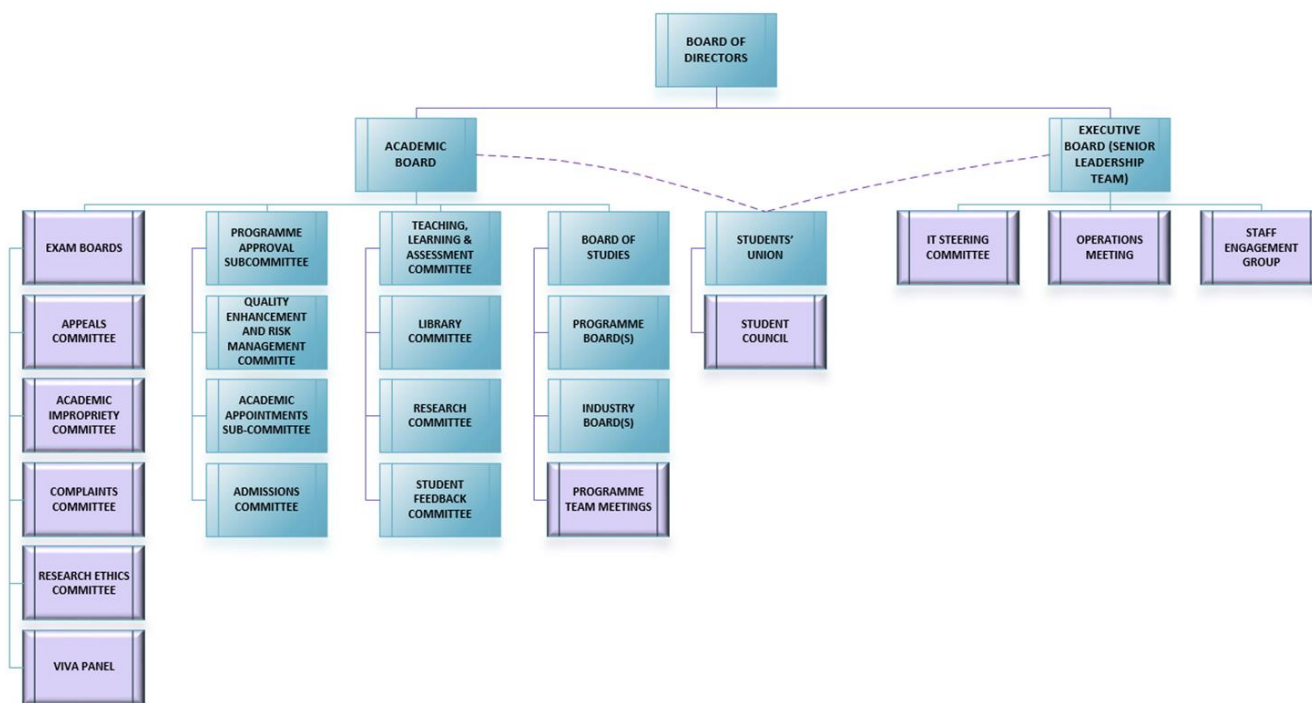 BOARD OF
DIRECTORS
ACADEMIC
BOARD
EXECUTIVE
BOARD (SENIOR
LEADERSHIP
TEAM)
EXAM BOARDS
PROGRAMME
APPROVAL
SUBCOMMITTEE
TEACHING,
LEARNING &
ASSESSMENT
COMMITTEE
BOARD OF
STUDIES
STUDENTS'
UNION
IT STEERING
COMMITTEE
OPERATIONS
MEETING
STAFF
ENGAGEMENT
GROUP
APPEALS
COMMITTEE
QUALITY
ENHANCEMENT
AND RISK
MANAGEMENT
COMMITTE
LIBRARY
COMMITTEE
PROGRAMME
BOARD(S)
STUDENT
COUNCIL
ACADEMIC
IMPROPRIETY
COMMITTEE
ACADEMIC
APPOINTMENTS
SUB-COMMITTEE
RESEARCH
COMMITTEE
INDUSTRY
BOARD(S)
COMPLAINTS
COMMITTEE
ADMISSIONS
COMMITTEE
STUDENT
FEEDBACK
COMMITTEE
PROGRAMME
TEAM MEETINGS
RESEARCH ETHICS
COMMITTEE
VIVA PANEL